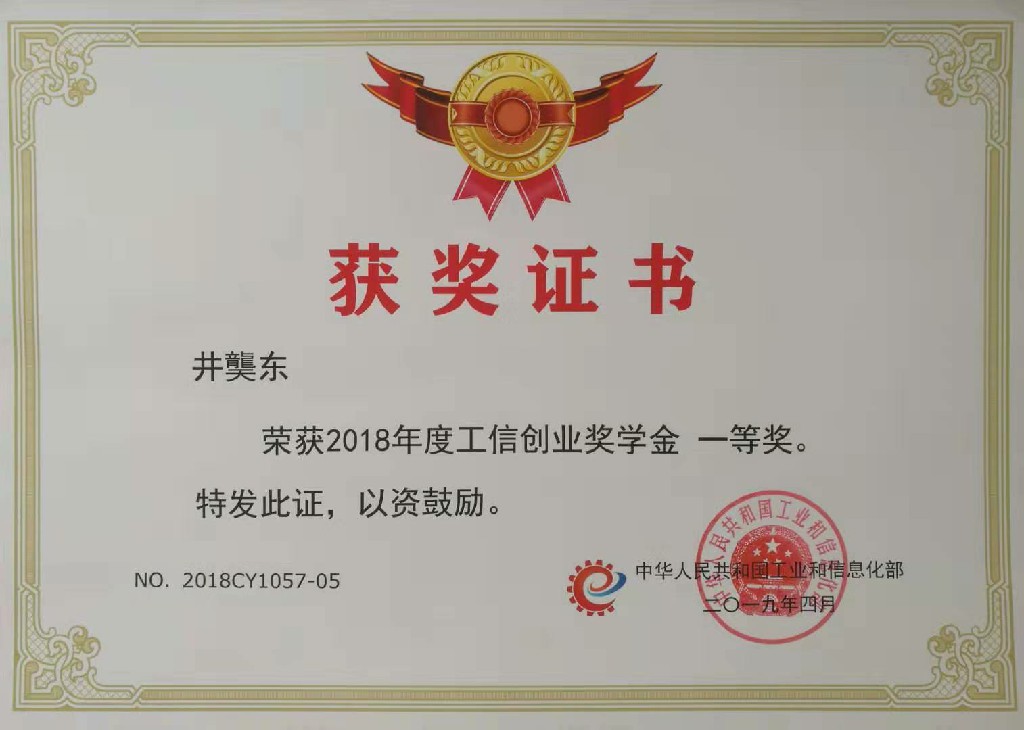 获奖证书
井龑东
荣获2018年度工信创业奖学金 一等奖。
特发此证，以资鼓励。
NO. 2018CY1057-05
中华人民共和国工业和信息化部
二〇一九年四月
中华人民共和国工业和信息化部